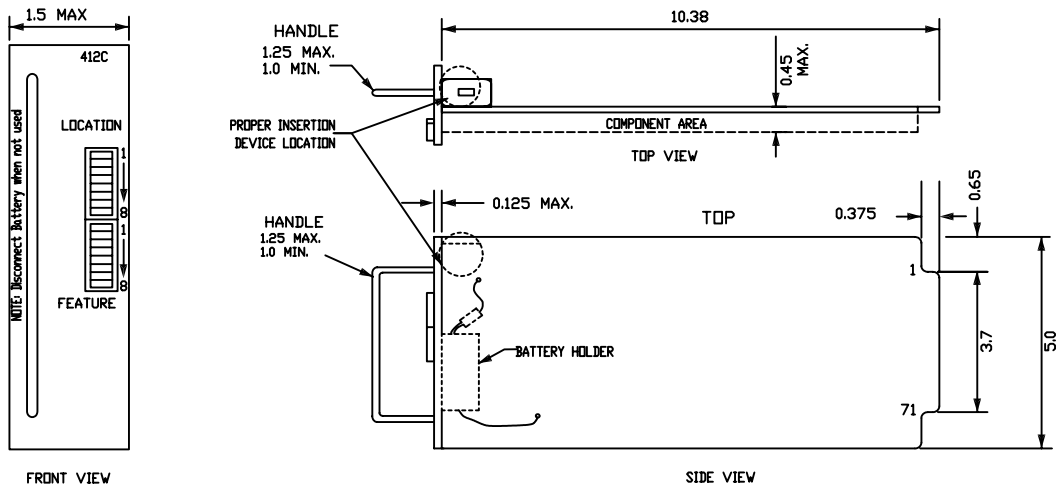 1.5 MAX
412C
NOTE: Disconnect Battery when not used
LOCATION
1
8
1
8
FEATURE
FRONT VIEW
HANDLE
1.25 MAX.
1.0 MIN.
10.38
0.45
MAX.
PROPER INSERTION
DEVICE LOCATION
COMPONENT AREA
TOP VIEW
0.125 MAX.
TOP
0.375
0.65
HANDLE
1.25 MAX.
1.0 MIN.
1
BATTERY HOLDER
3.7
5.0
71
SIDE VIEW